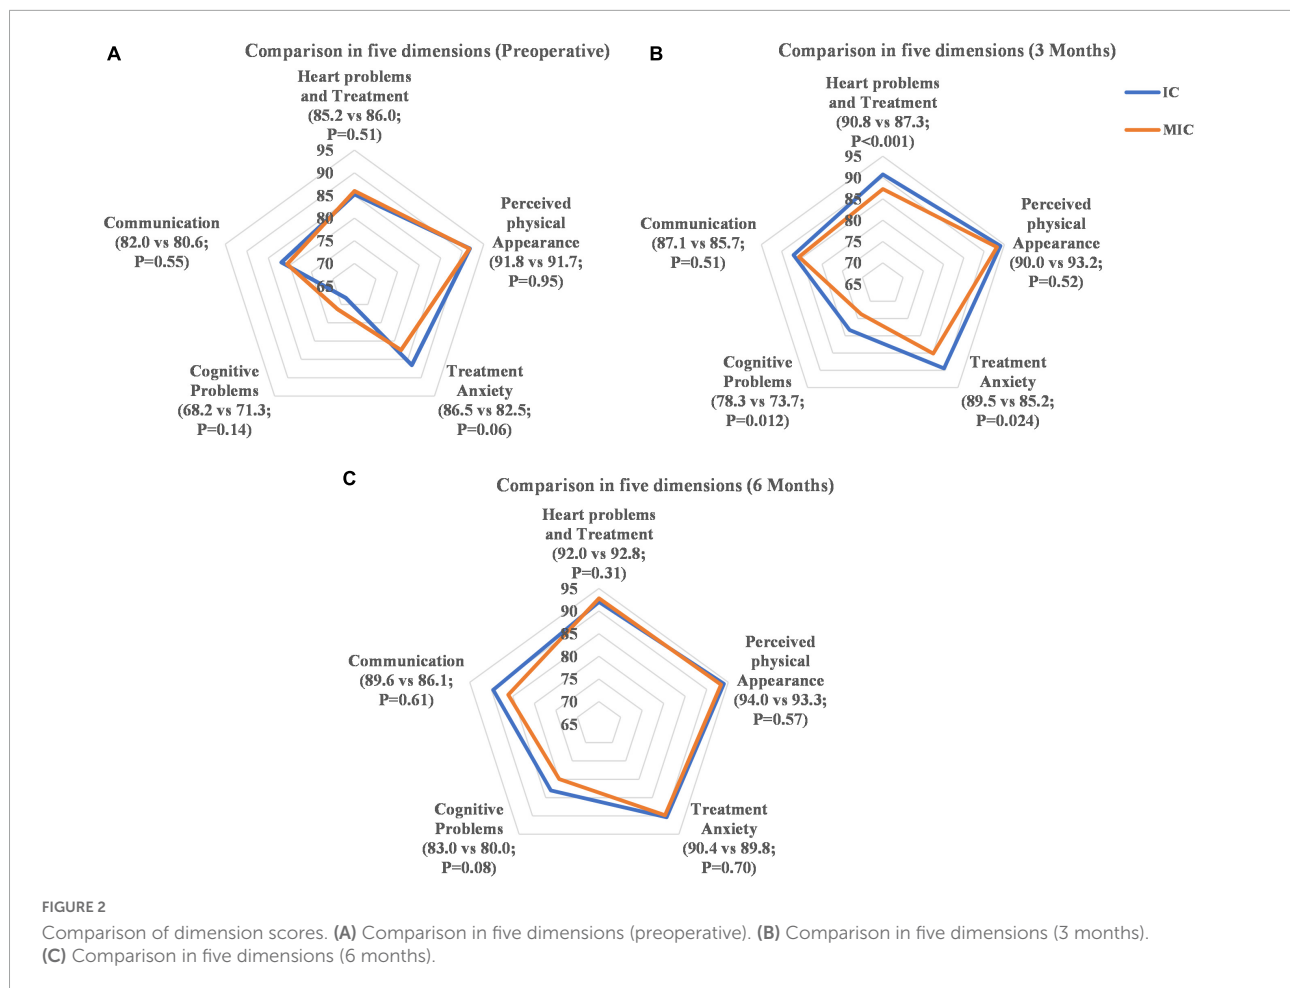 A
Comparison in five dimensions (Preoperative)
Heart problems
and Treatment
(85.2 vs 86.0;
P=0.51)
95
90
85
80
75
70
65
Perceived
physical
Appearance
(91.8 vs 91.7;
P=0.95)
Communication
(82.0 vs 80.6;
P=0.55)
Cognitive
Problems
(68.2 vs 71.3;
P=0.14)
Treatment
Anxiety
(86.5 vs 82.5;
P=0.06)
B
Comparison in five dimensions (3 Months)
Heart problems
and Treatment
(90.8 vs 87.3;
P<0.001)
95
90
85
80
75
70
65
Perceived
physical
Appearance
(90.0 vs 93.2;
P=0.52)
Communication
(87.1 vs 85.7;
P=0.51)
Cognitive
Problems
(78.3 vs 73.7;
P=0.012)
Treatment
Anxiety
(89.5 vs 85.2;
P=0.024)
IC
MIC
C
Comparison in five dimensions (6 Months)
Heart problems
and Treatment
(92.0 vs 92.8;
P=0.31)
95
90
85
80
75
70
65
Perceived
physical
Appearance
(94.0 vs 93.3;
P=0.57)
Communication
(89.6 vs 86.1;
P=0.61)
Cognitive
Problems
(83.0 vs 80.0;
P=0.08)
Treatment
Anxiety
(90.4 vs 89.8;
P=0.70)
FIGURE 2
Comparison of dimension scores. (A) Comparison in five dimensions (preoperative). (B) Comparison in five dimensions (3 months).
(C) Comparison in five dimensions (6 months).